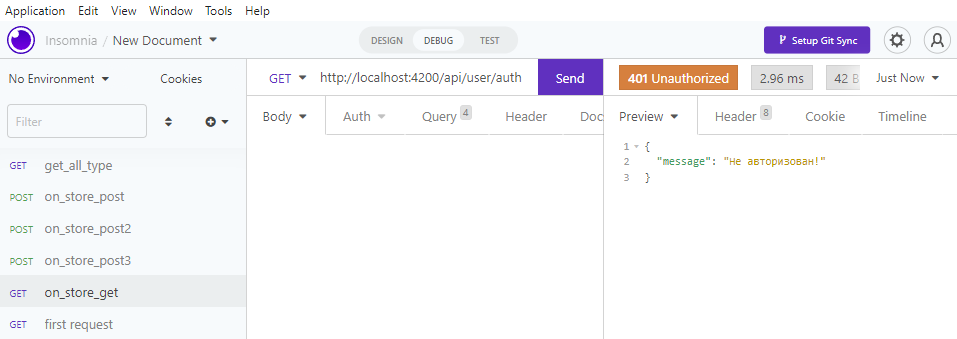 Application Edit View Window Tools Help
Insomnia / New Document DESIGN DEBUG TEST Setup Git Sync
No Environment Cookies GET http://localhost:4200/api/user/auth Send 401 Unauthorized 2.96 ms 42 B Just Now
Filter Body Auth Query 4 Header Doc Preview Header 8 Cookie Timeline
1 {
2 "message": "Не авторизован!"
3 }
GET get_all_type
POST on_store_post
POST on_store_post2
POST on_store_post3
GET on_store_get
GET first request